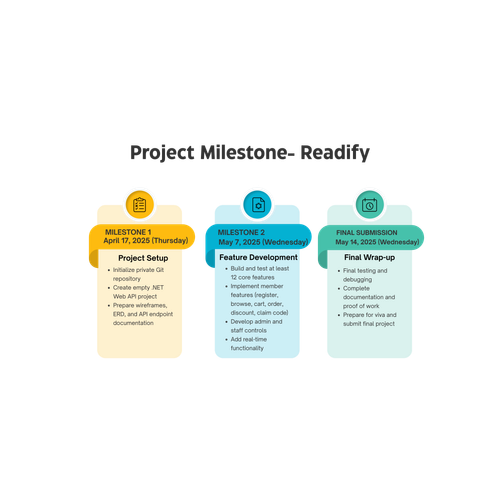 Project Milestone- Readify
MILESTONE 1
April 17, 2025 (Thursday)
Project Setup
• Initialize private Git
repository
• Create empty .NET
Web API project
• Prepare wireframes,
ERD, and API endpoint
documentation
MILESTONE 2
May 7, 2025 (Wednesday)
Feature Development
• Build and test at least
12 core features
• Implement member
features (register,
browse, cart, order,
discount, claim code)
• Develop admin and
staff controls
• Add real-time
functionality
FINAL SUBMISSION
May 14, 2025 (Wednesday)
Final Wrap-up
• Final testing and
debugging
• Complete
documentation and
proof of work
• Prepare for viva and
submit final project